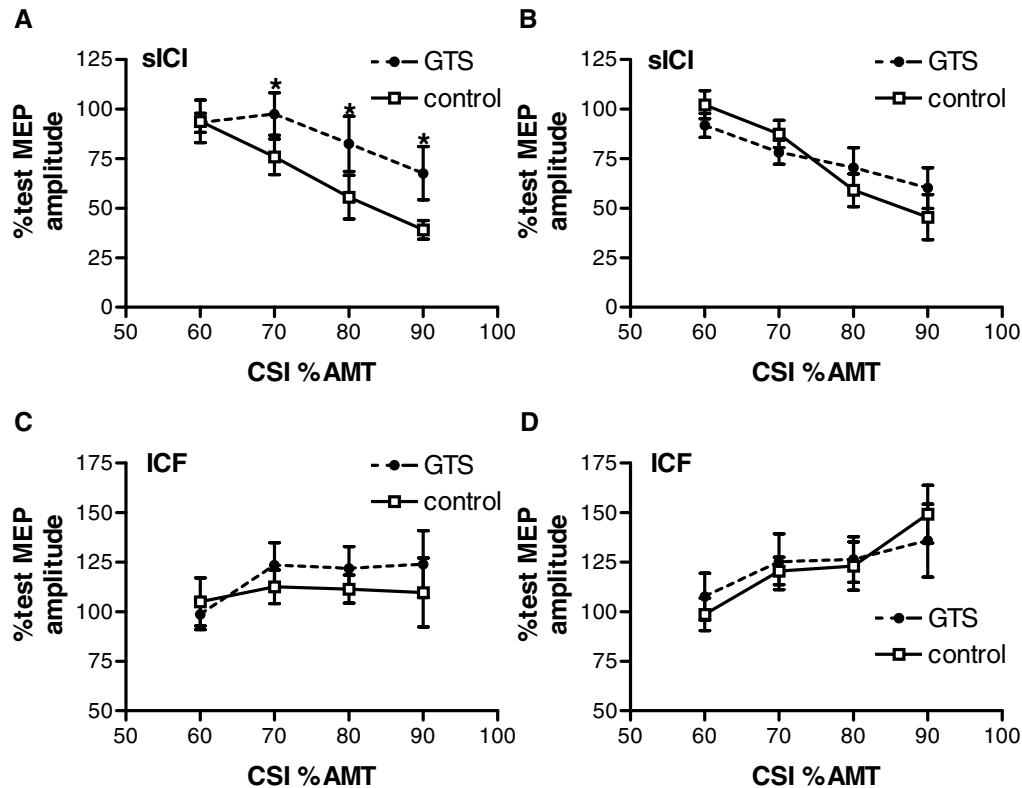 A
sICI
GTS
control
* * *
%test MEP
amplitude
125
100
75
50
25
0
50 60 70 80 90 100
CSI %AMT
B
sICI
GTS
control
%test MEP
amplitude
125
100
75
50
25
0
50 60 70 80 90 100
CSI %AMT
C
ICF
GTS
control
%test MEP
amplitude
175
150
125
100
75
50
50 60 70 80 90 100
CSI %AMT
D
ICF
GTS
control
%test MEP
amplitude
175
150
125
100
75
50
50 60 70 80 90 100
CSI %AMT